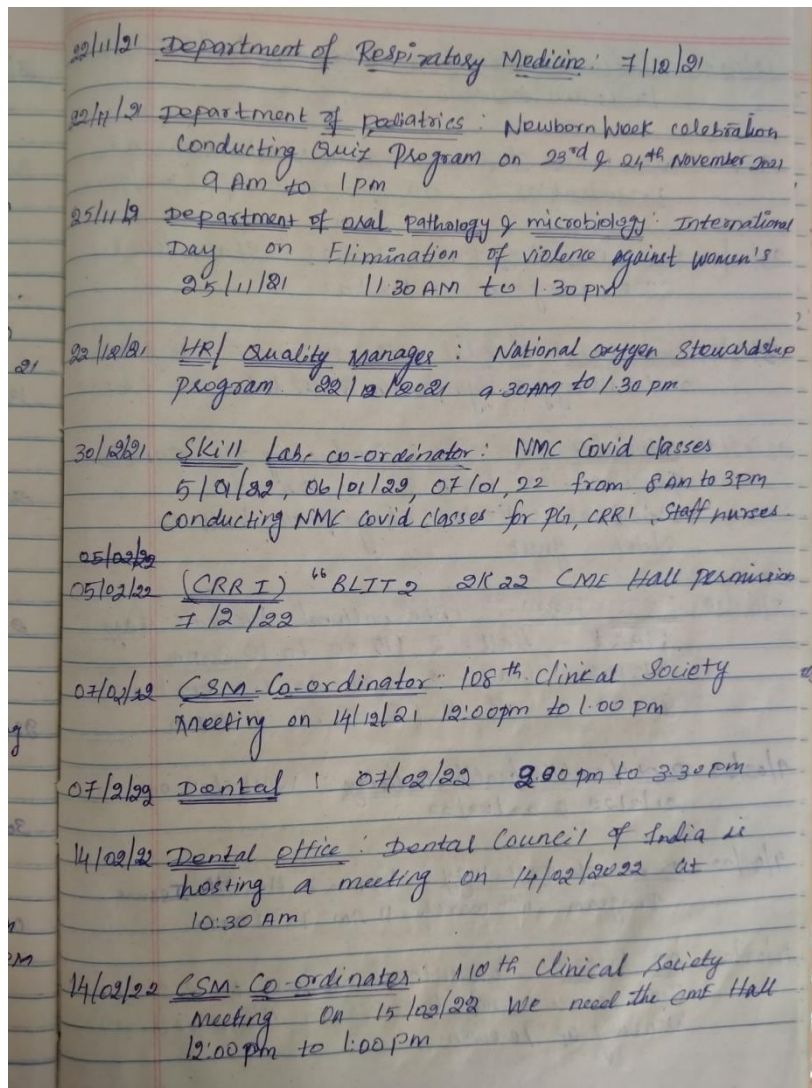 22/11/21 Department of Respiratory Medicine: 7/12/21
22/11/21 Department of pediatrics: Newborn Week celebration
Conducting Quiz Program on 23rd & 24th November 2021
9 Am to 1pm
25/11/21 Department of oral pathology & microbiology: International
Day on Elimination of violence against women's
25/11/21 11.30 AM to 1.30 PM
22/12/21 HR/ Quality Manager: National oxygen Stewardship
program. 22/12/2021 9.30AM to 1.30 pm
30/12/21 Skill Lab. co-ordinator: NMC Covid classes
5/01/22, 06/01/22, 07/01,22 from 8 Am to 3pm
Conducting NMC Covid classes for PG, CRRI, Staff nurses
05/02/22
05/02/22 (CRR I) "BLIT2 2K22 CME Hall permission
7/2/22
07/02/22 CSM-Co-ordinator: 108th Clinical Society
Meeting on 14/12/21 12:00pm to 1.00 pm
07/2/22 Dental : 07/02/22 to 3.30pm
14/02/22 Dental office: Dental Council of India is
hosting a meeting on 14/02/2022 at
10:30 Am
14/02/22 CSM-Co-ordinator: 110th Clinical Society
Meeting On 15/02/22 We need the CME Hall
12:00pm to 1:00pm